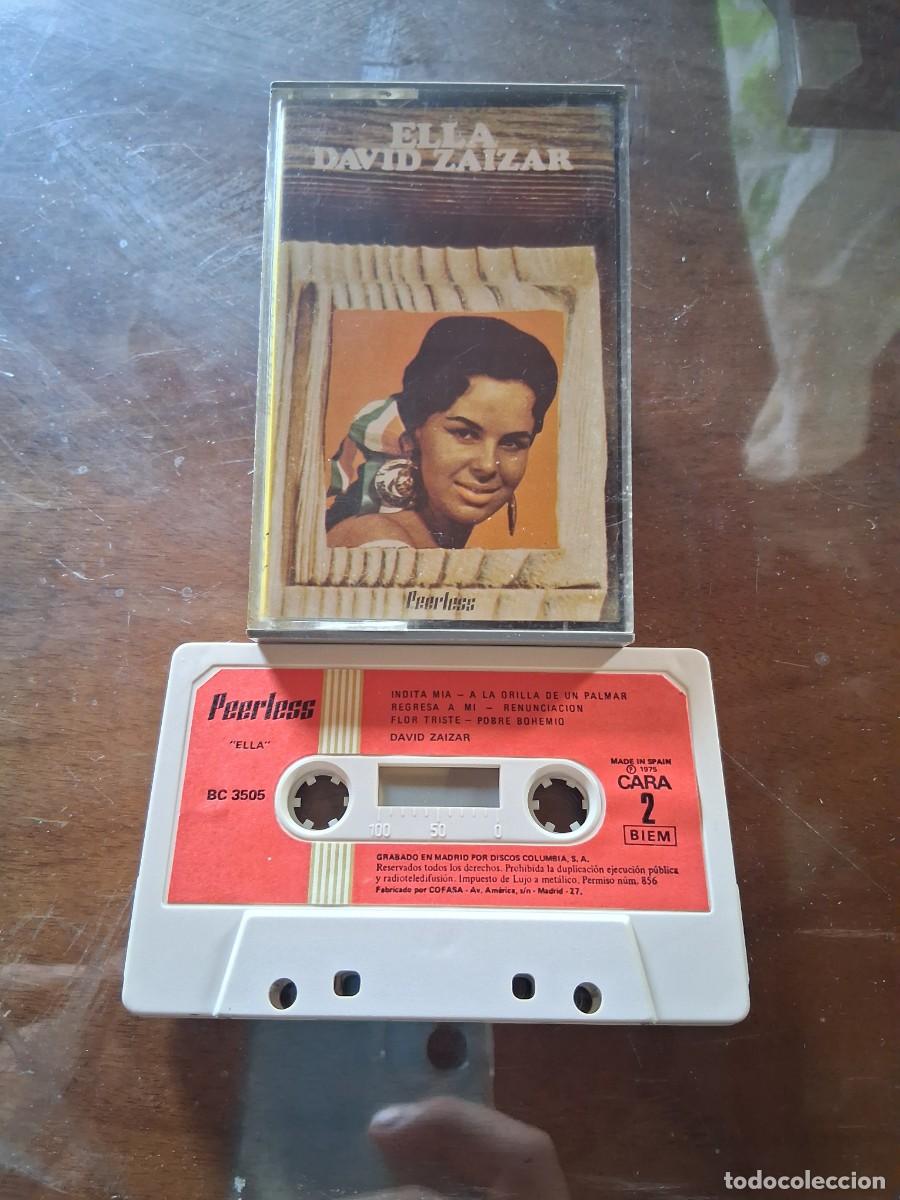 ELLA
DAVID ZAIZAR
Peerless
Peerless
"ELLA"
BC 3505
INDITA MIA - A LA ORILLA DE UN PALMAR
REGRESA A MI - RENUNCIACION
FLOR TRISTE - POBRE BOHEMIO
DAVID ZAIZAR
MADE IN SPAIN
Ⓟ 1975
CARA
2
BIEM
100 50 0
GRABADO EN MADRID POR DISCOS COLUMBIA, S. A.
Reservados todos los derechos. Prohibida la duplicación ejecución pública
y radioteledifusión. Impuesto de Lujo a metálico. Permiso núm. 856
Fabricado por COFASA - Av. América, s/n - Madrid - 27.
todocoleccion